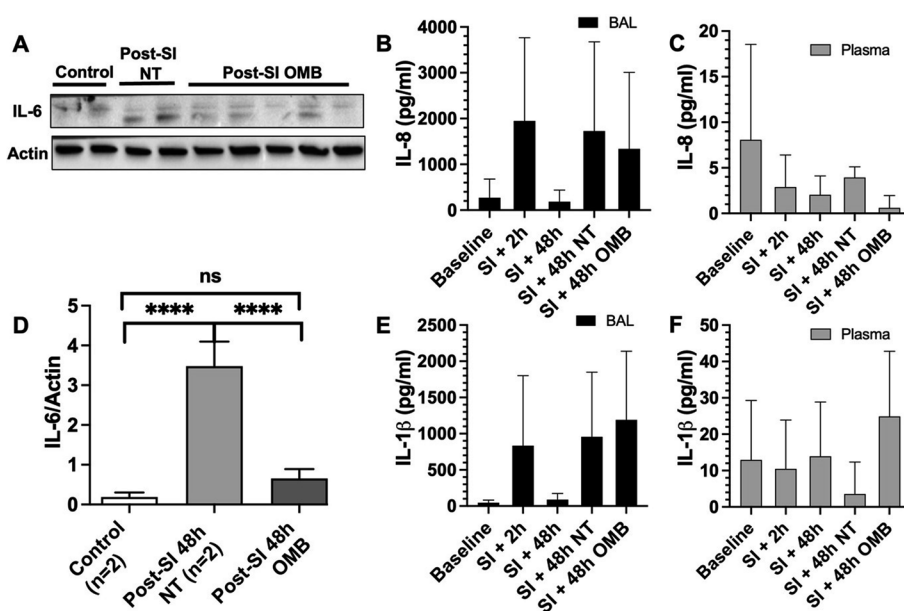 A
Control
Post-SI
NT
Post-SI OMB
IL-6
Actin
B
BAL
IL-8 (pg/ml)
4000
3000
2000
1000
0
Baseline
SI + 2h
SI + 48h
SI + 48h NT
SI + 48h OMB
C
Plasma
IL-8 (pg/ml)
20
15
10
5
0
Baseline
SI + 2h
SI + 48h
SI + 48h NT
SI + 48h OMB
D
ns
**** ****
IL-6/Actin
5
4
3
2
1
0
Control
(n=2)
Post-SI 48h
NT (n=2)
Post-SI 48h
OMB
E
BAL
IL-1β (pg/ml)
2500
2000
1500
1000
500
0
Baseline
SI + 2h
SI + 48h
SI + 48h NT
SI + 48h OMB
F
Plasma
IL-1β (pg/ml)
50
40
30
20
10
0
Baseline
SI + 2h
SI + 48h
SI + 48h NT
SI + 48h OMB